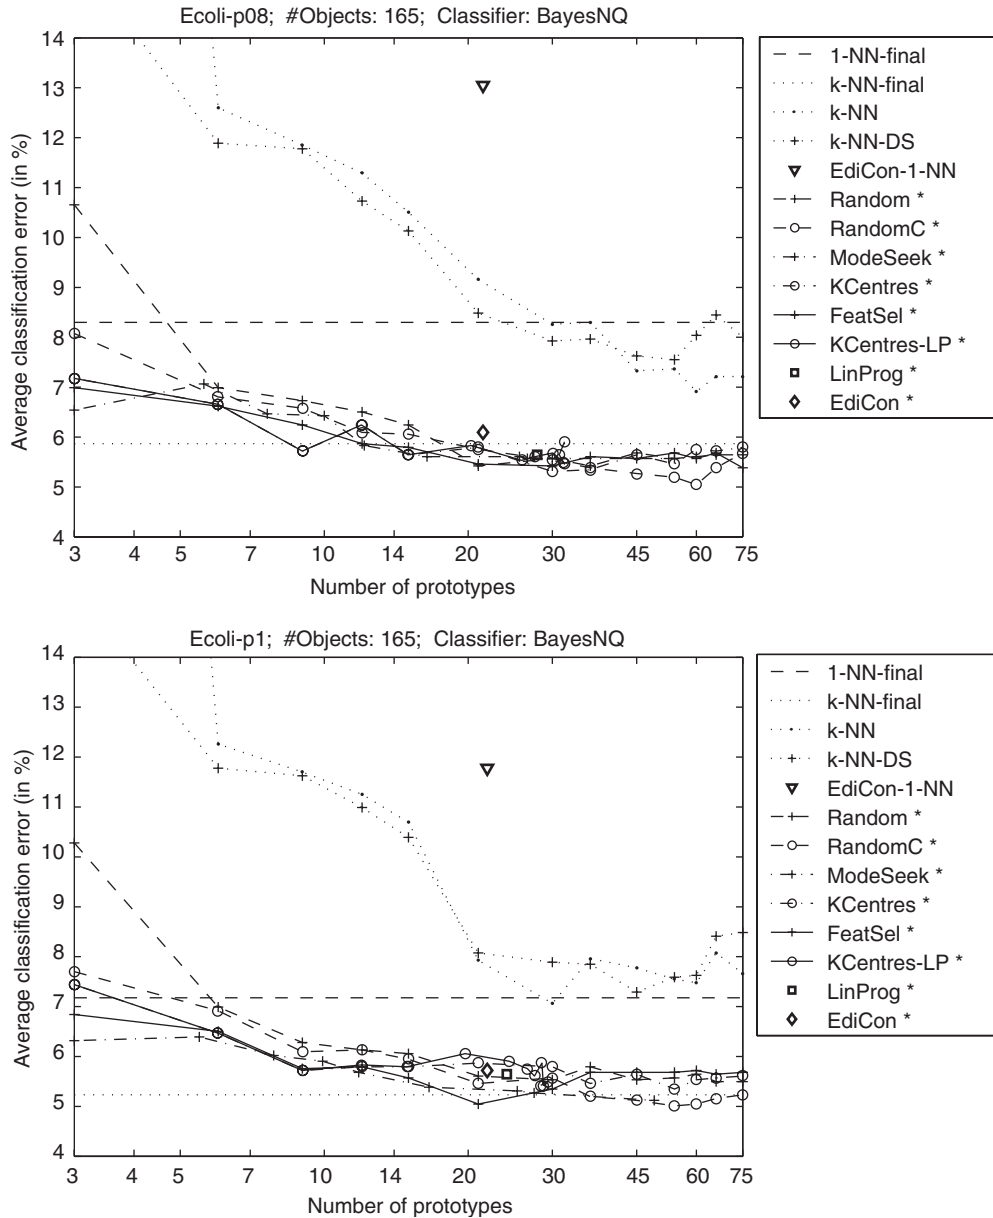 Ecoli-p08; #Objects: 165; Classifier: BayesNQ
14
13
12
11
10
9
8
7
6
5
4
Average classification error (in %)
3 4 5 7 10 14 20 30 45 60 75
Number of prototypes
1-NN-final
k-NN-final
k-NN
k-NN-DS
EdiCon-1-NN
Random *
RandomC *
ModeSeek *
KCentres *
FeatSel *
KCentres-LP *
LinProg *
EdiCon *
Ecoli-p1; #Objects: 165; Classifier: BayesNQ
14
13
12
11
10
9
8
7
6
5
4
Average classification error (in %)
3 4 5 7 10 14 20 30 45 60 75
Number of prototypes
1-NN-final
k-NN-final
k-NN
k-NN-DS
EdiCon-1-NN
Random *
RandomC *
ModeSeek *
KCentres *
FeatSel *
KCentres-LP *
LinProg *
EdiCon *